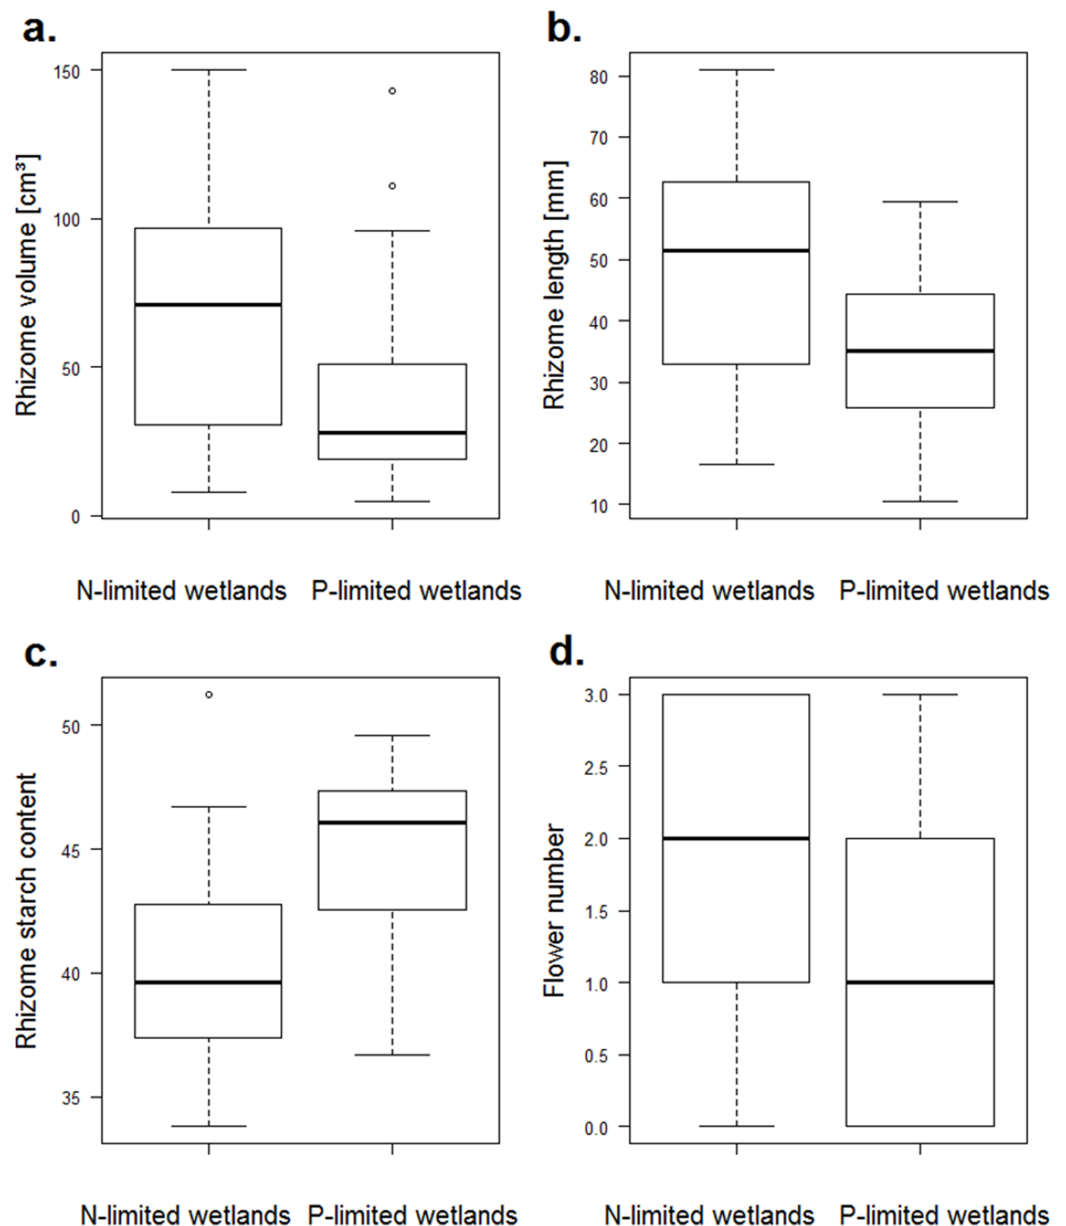 a.
Rhizome volume [cm³]
150
100
50
0
N-limited wetlands P-limited wetlands
b.
Rhizome length [mm]
80
70
60
50
40
30
20
10
N-limited wetlands P-limited wetlands
c.
Rhizome starch content
50
45
40
35
N-limited wetlands P-limited wetlands
d.
Flower number
3.0
2.5
2.0
1.5
1.0
0.5
0.0
N-limited wetlands P-limited wetlands